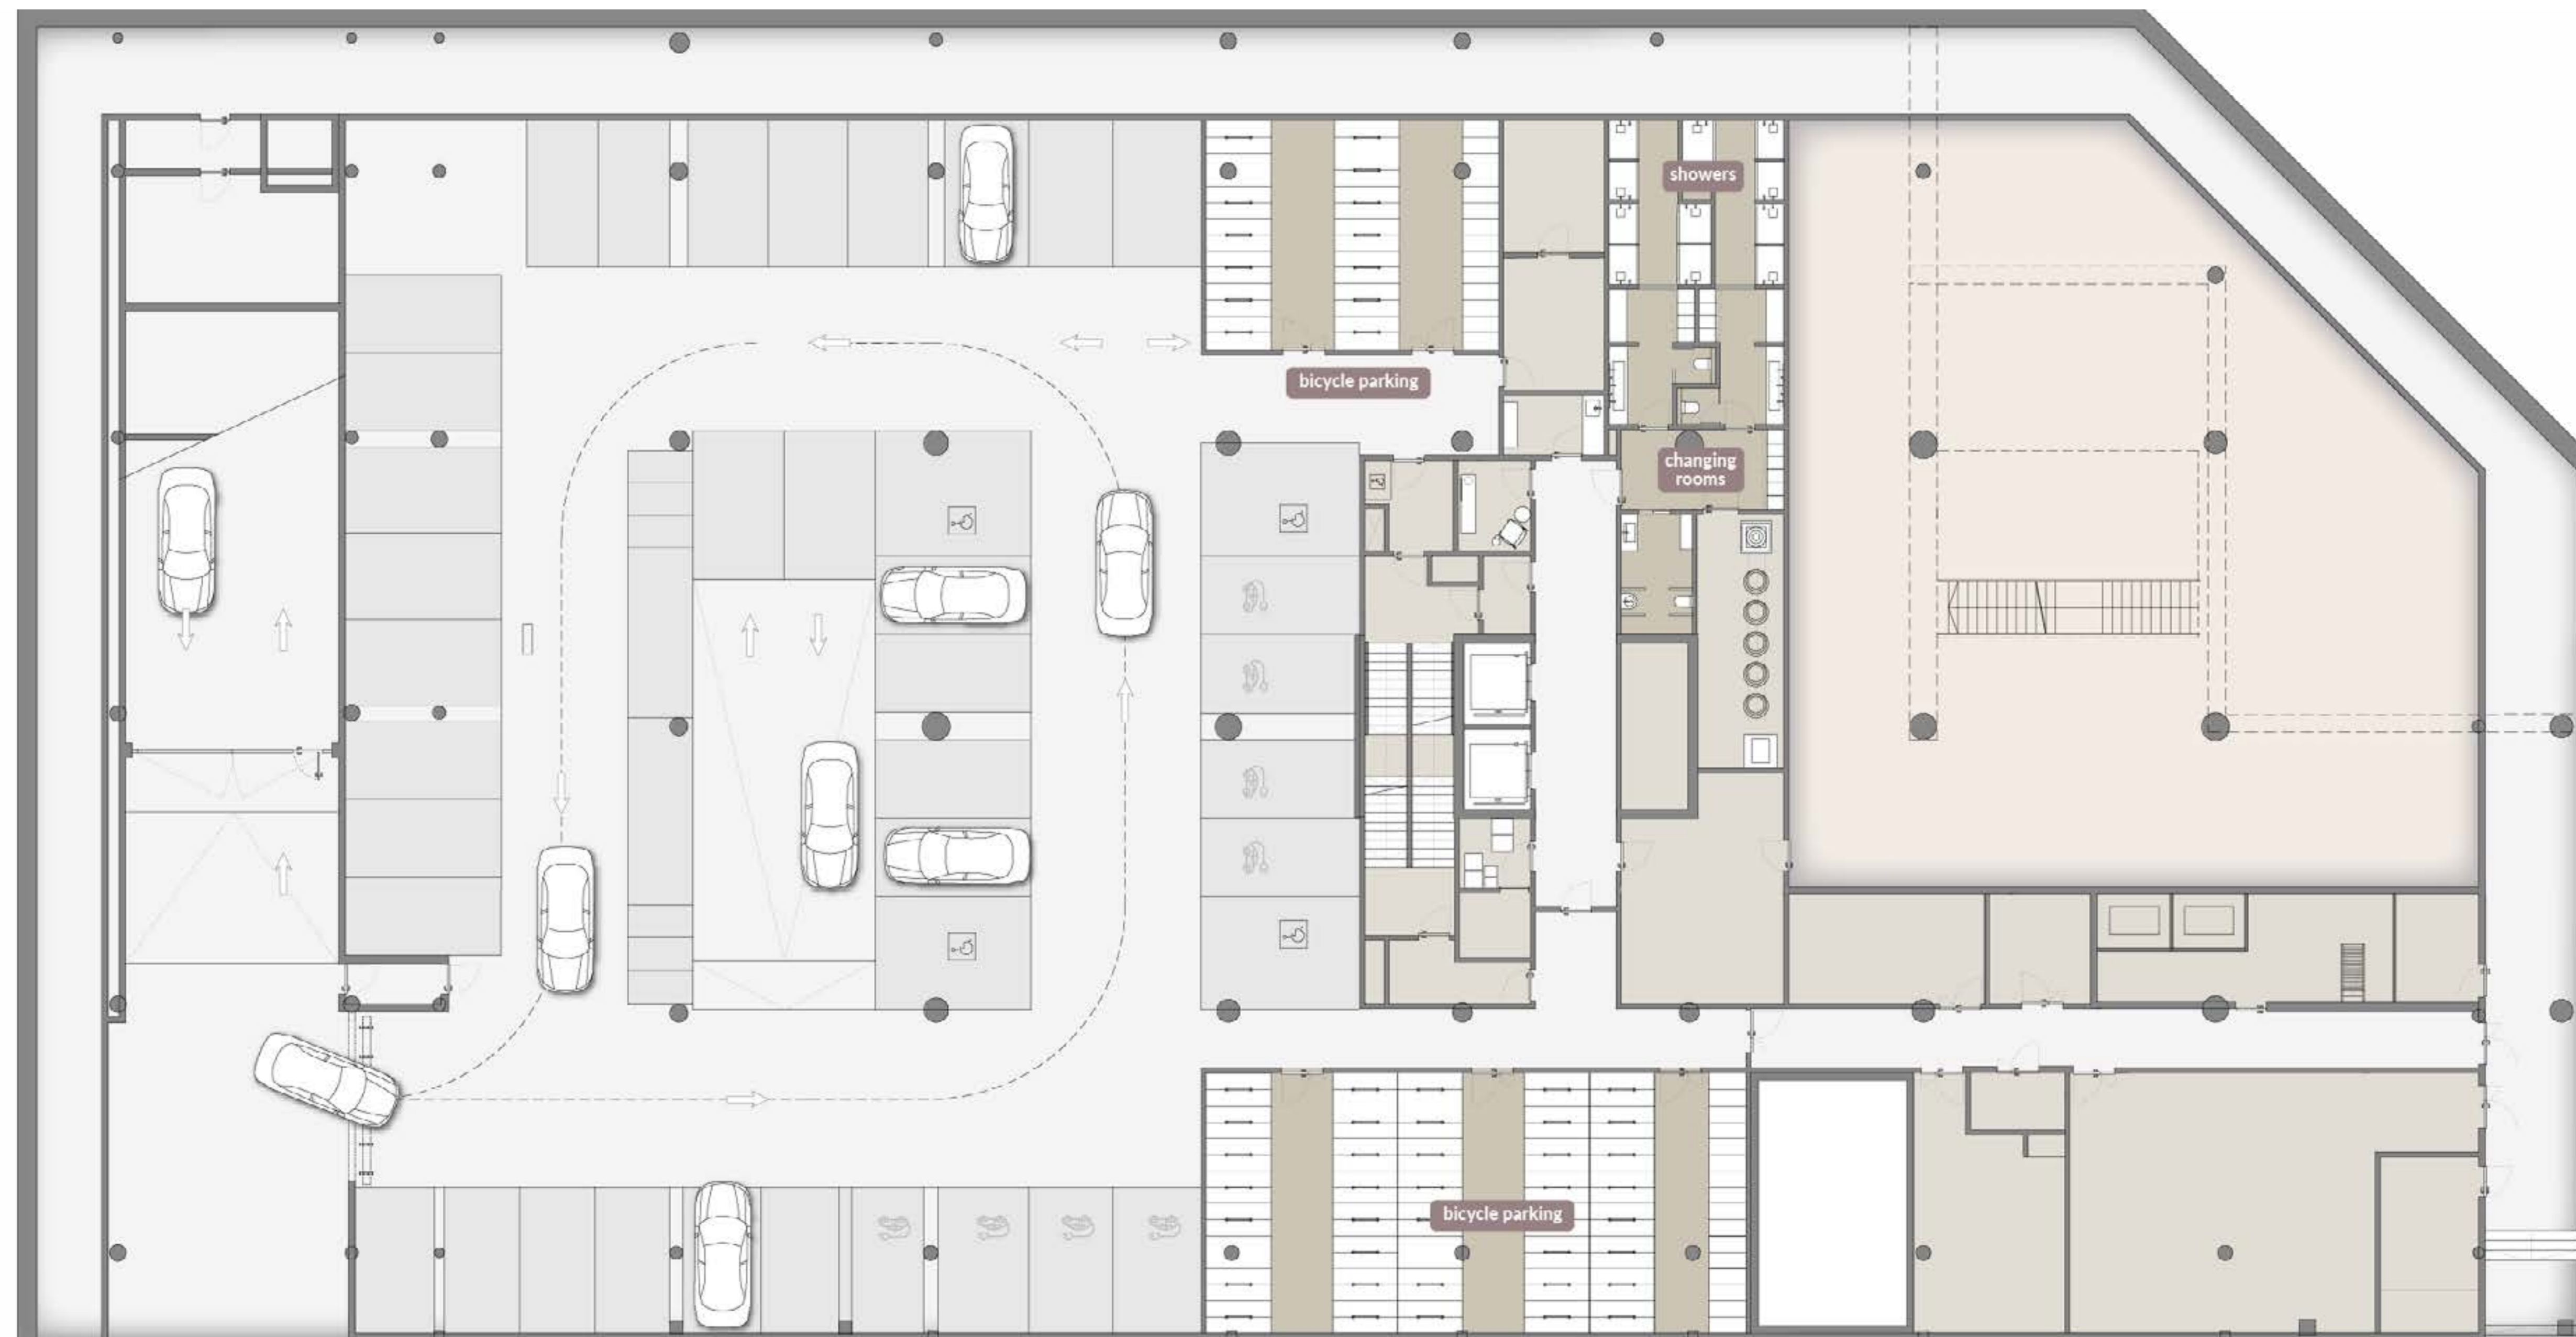 showers
bicycle parking
changing
rooms
bicycle parking